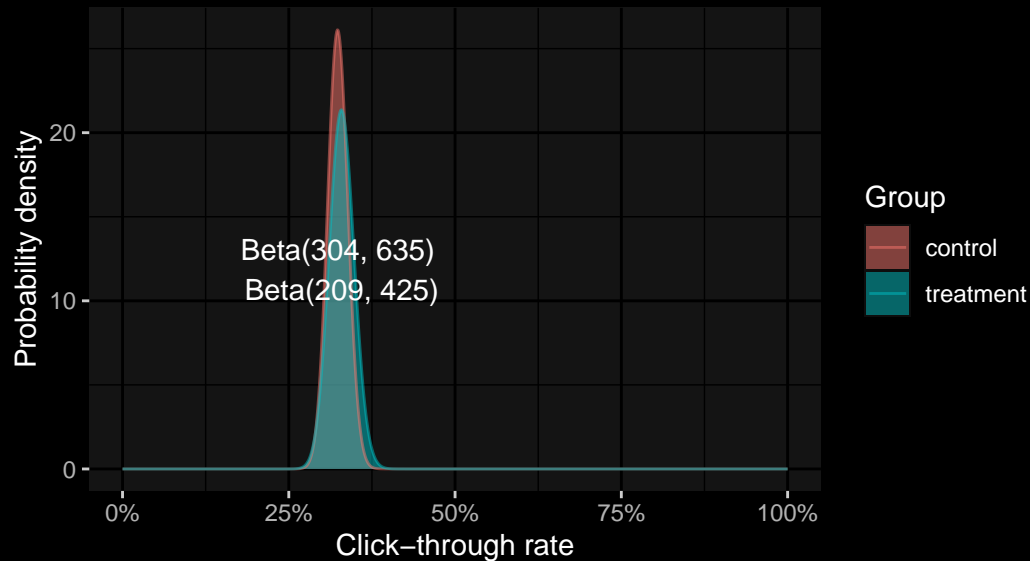 Probability density
20
10
0
Beta(304, 635)
Beta(209, 425)
0%
25%
50%
75%
100%
Click−through rate
Group
control
treatment